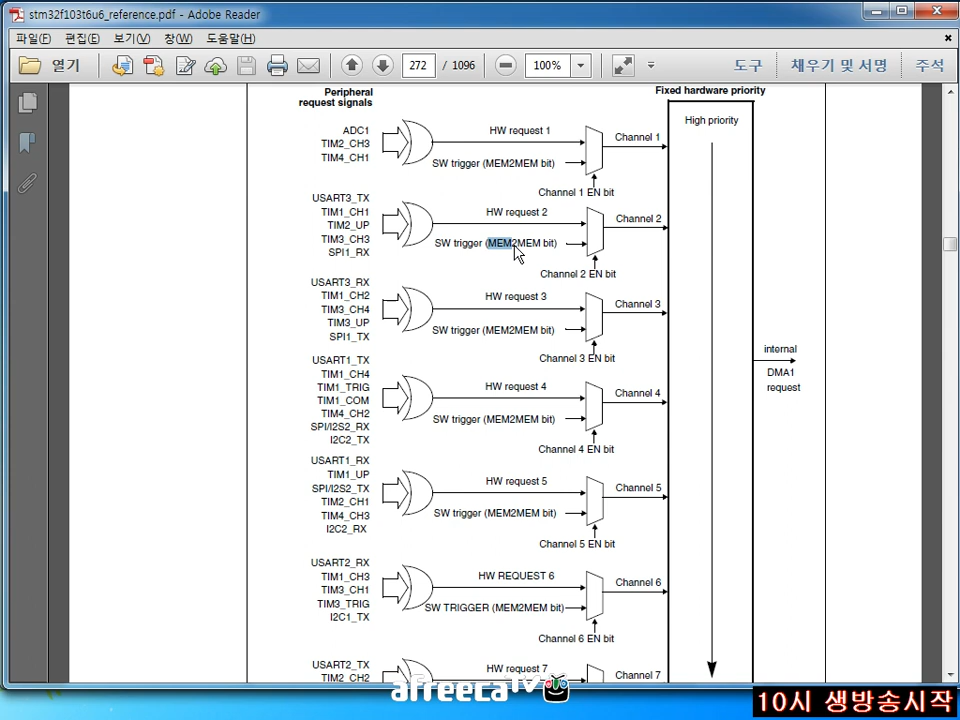 stm32f103t6u6_reference.pdf - Adobe Reader
파일(F) 편집(E) 보기(V) 창(W) 도움말(H)
열기 272 / 1096 100% 도구 채우기 및 서명 주석
Peripheral
request signals
Fixed hardware priority
High priority
ADC1
TIM2_CH3
TIM4_CH1
HW request 1
SW trigger (MEM2MEM bit)
Channel 1
Channel 1 EN bit
USART3_TX
TIM1_CH1
TIM2_UP
TIM3_CH3
SPI1_RX
HW request 2
SW trigger (MEM2MEM bit)
Channel 2
Channel 2 EN bit
USART3_RX
TIM1_CH2
TIM3_CH4
TIM3_UP
SPI1_TX
HW request 3
SW trigger (MEM2MEM bit)
Channel 3
Channel 3 EN bit
internal
DMA1
request
USART1_TX
TIM1_CH4
TIM1_TRIG
TIM1_COM
TIM4_CH2
SPI/I2S2_RX
I2C2_TX
HW request 4
SW trigger (MEM2MEM bit)
Channel 4
Channel 4 EN bit
USART1_RX
TIM1_UP
SPI/I2S2_TX
TIM2_CH1
TIM4_CH3
I2C2_RX
HW request 5
SW trigger (MEM2MEM bit)
Channel 5
Channel 5 EN bit
USART2_RX
TIM1_CH3
TIM3_CH1
TIM3_TRIG
I2C1_TX
HW REQUEST 6
SW TRIGGER (MEM2MEM bit)
Channel 6
Channel 6 EN bit
USART2_TX
TIM2_CH2
HW request 7
Channel 7
afreecaTV
10시 생방송시작